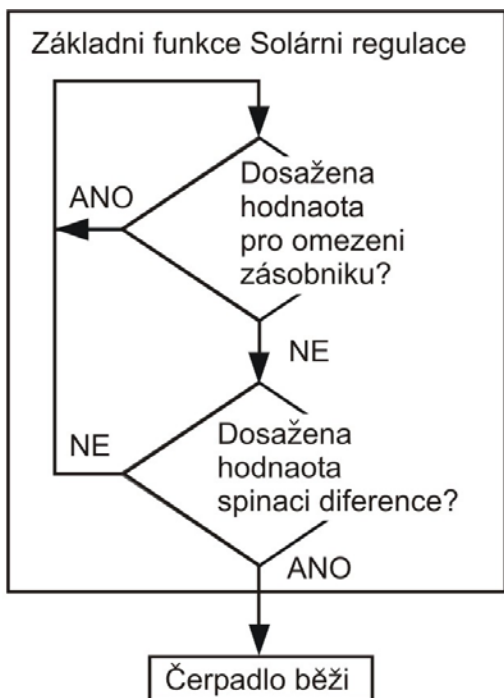 Základni funkce Solárni regulace
Dosažena
hodnaota
pro omezeni
zásobniku?
ANO
NE
Dosažena
hodnaota
spinaci diference?
NE
ANO
Čerpadlo běži